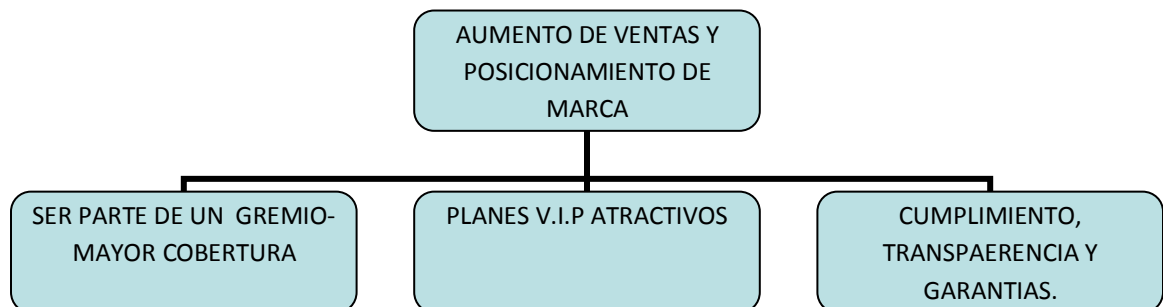 AUMENTO DE VENTAS Y
POSICIONAMIENTO DE
MARCA
SER PARTE DE UN GREMIO-
MAYOR COBERTURA
PLANES V.I.P ATRACTIVOS
CUMPLIMIENTO,
TRANSPAERENCIA Y
GARANTIAS.